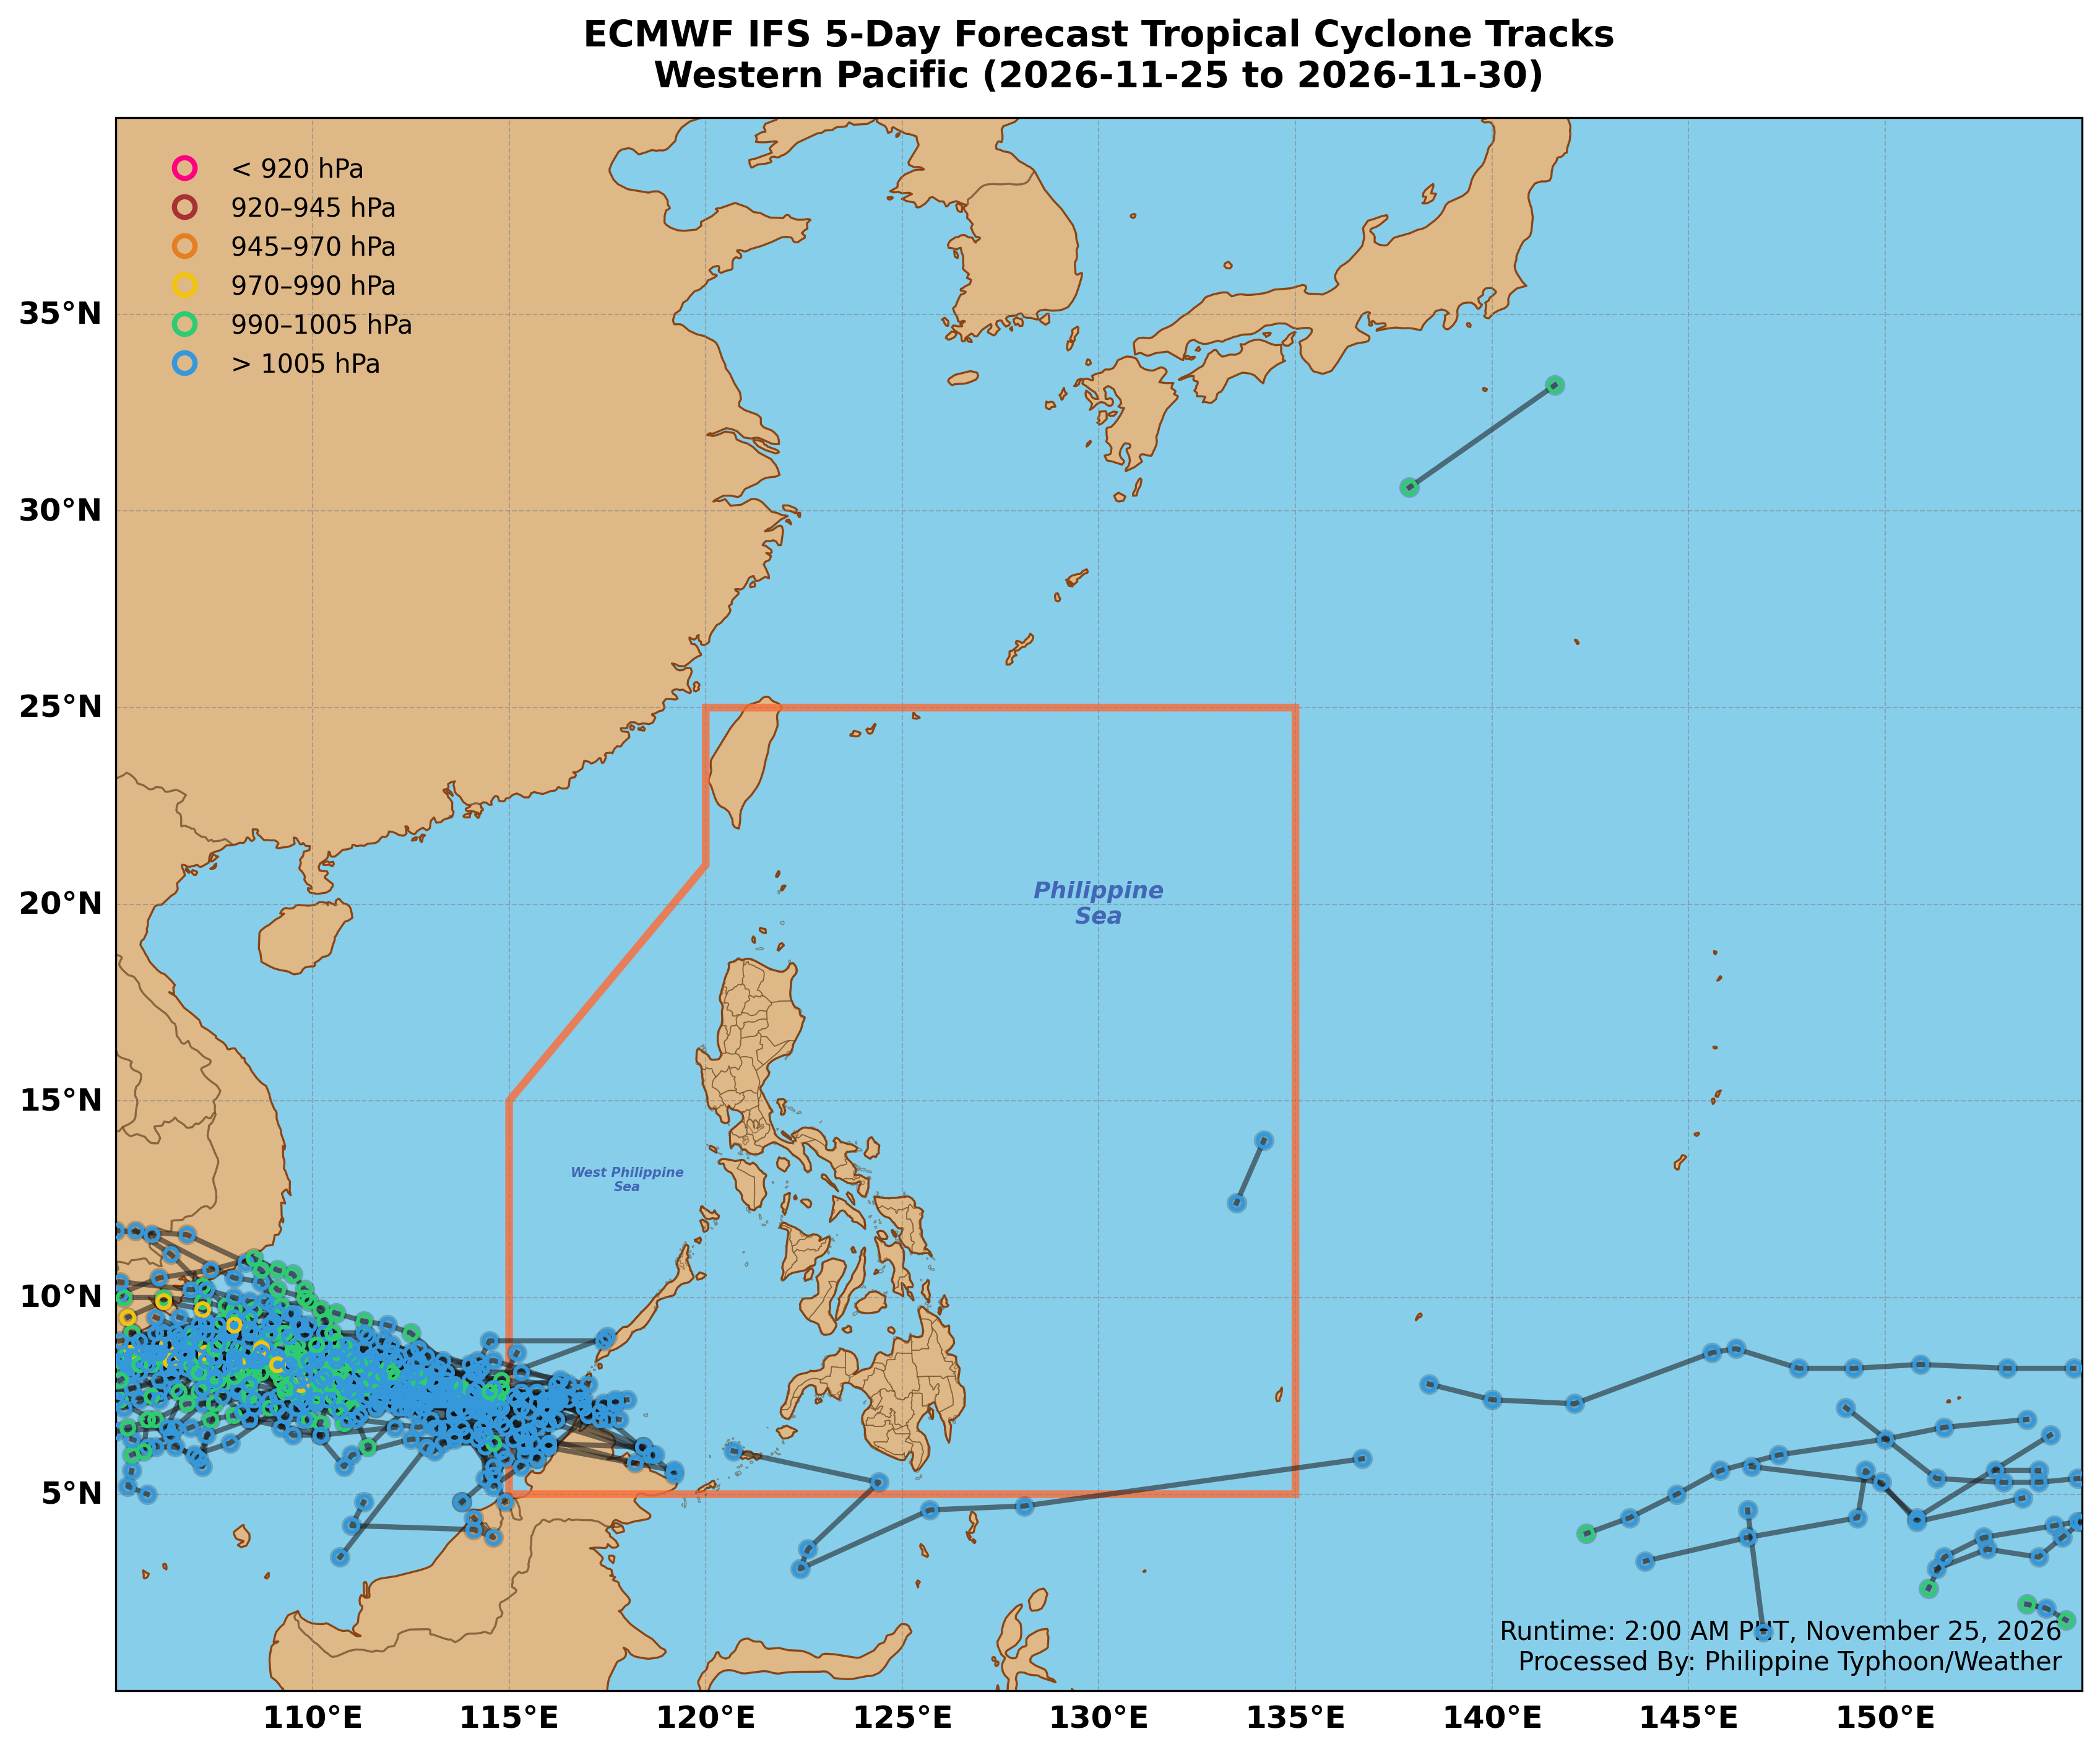 ECMWF IFS 5-Day Forecast Tropical Cyclone Tracks
Western Pacific (2026-11-25 to 2026-11-30)
< 920 hPa
920–945 hPa
945–970 hPa
970–990 hPa
990–1005 hPa
> 1005 hPa
35°N
30°N
25°N
20°N
15°N
10°N
5°N
Philippine
Sea
West Philippine
Sea
Runtime: 2:00 AM PHT, November 25, 2026
Processed By: Philippine Typhoon/Weather
110°E
115°E
120°E
125°E
130°E
135°E
140°E
145°E
150°E